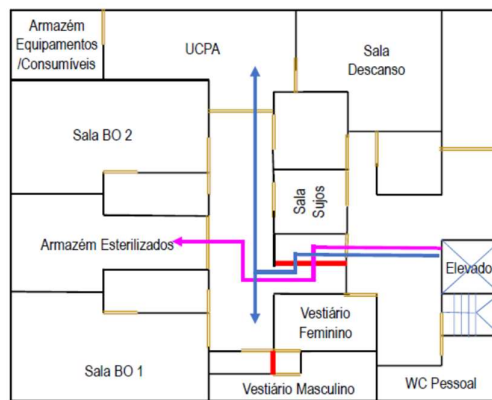 Armazém
Equipamentos
/Consumíveis
UCPA
Sala
Descanso
Sala BO 2
Sala
Sujos
Armazém Esterilizados
Elevado
Vestiário
Feminino
Sala BO 1
Vestiário Masculino
WC Pessoal